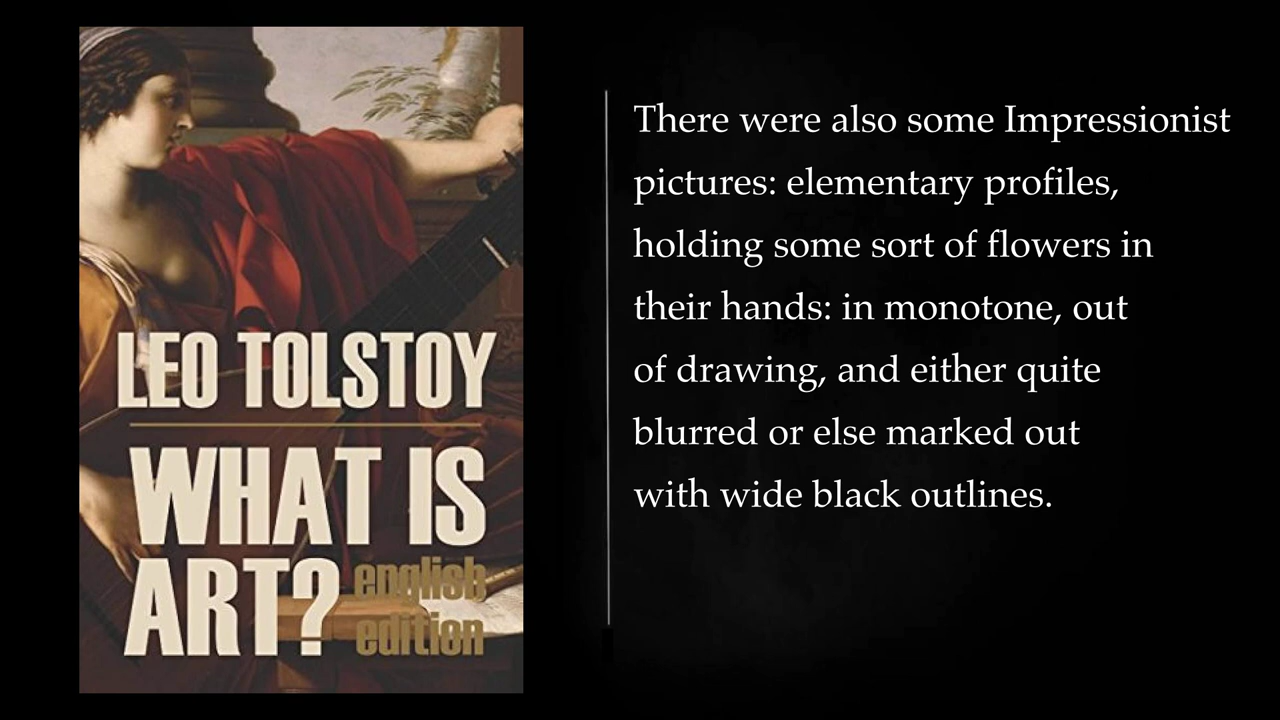 LEO TOLSTOY
WHAT IS
ART?
english
edition
There were also some Impressionist
pictures: elementary profiles,
holding some sort of flowers in
their hands: in monotone, out
of drawing, and either quite
blurred or else marked out
with wide black outlines.